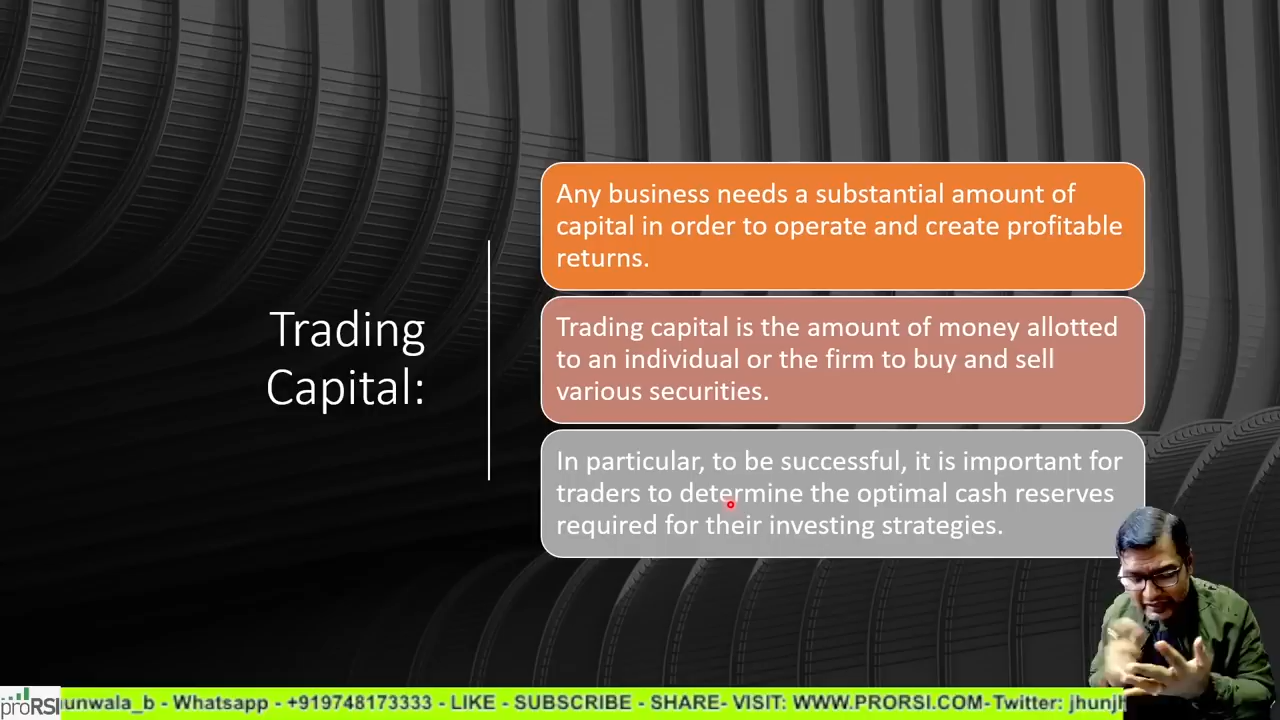 Trading
Capital:
Any business needs a substantial amount of
capital in order to operate and create profitable
returns.
Trading capital is the amount of money allotted
to an individual or the firm to buy and sell
various securities.
In particular, to be successful, it is important for
traders to determine the optimal cash reserves
required for their investing strategies.
proRSI
unwala_b - Whatsapp - +919748173333 - LIKE - SUBSCRIBE - SHARE- VISIT: WWW.PRORSI.COM-Twitter: jhunjh